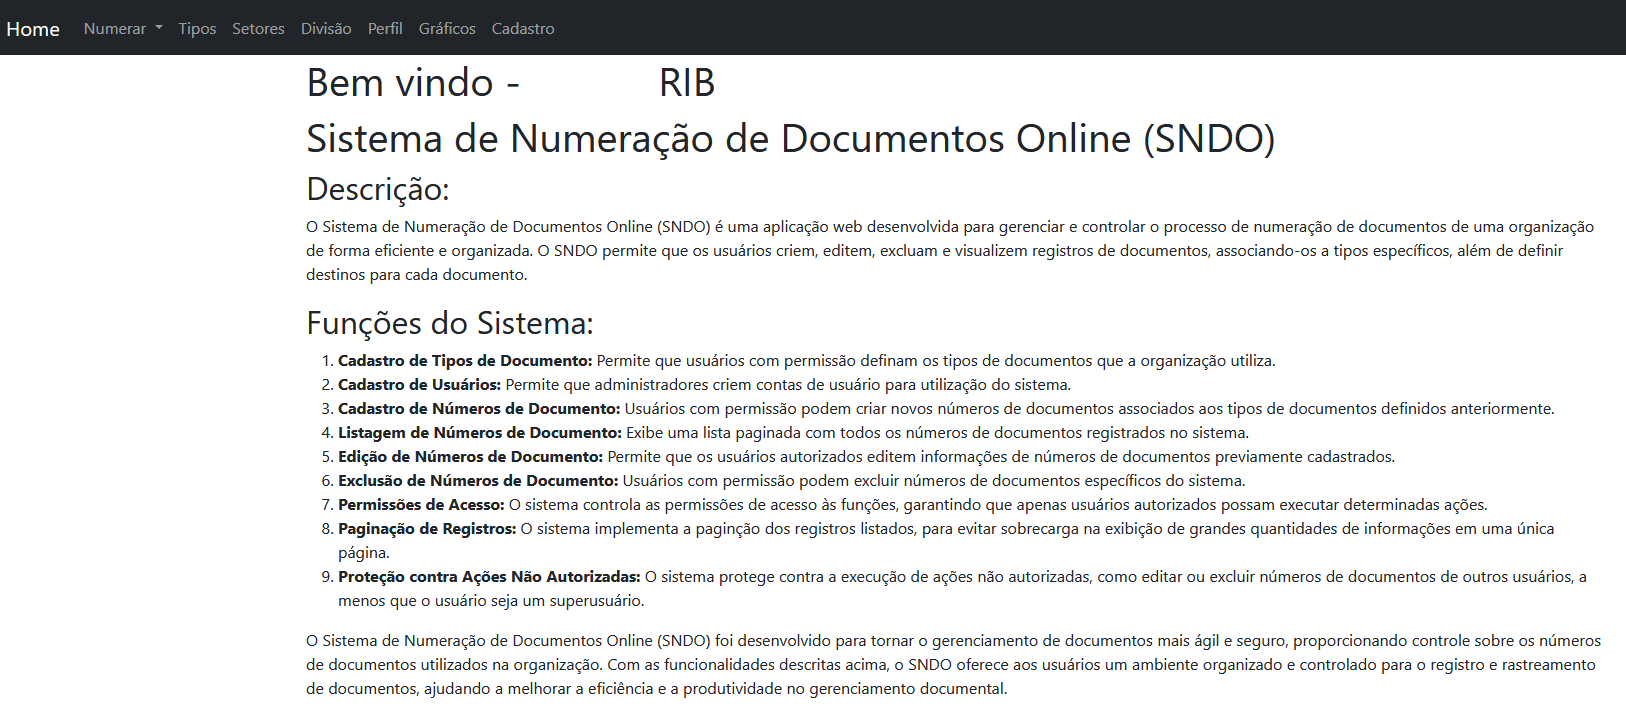 Home Numerar Tipos Setores Divisão Perfil Gráficos Cadastro
Bem vindo - RIB
Sistema de Numeração de Documentos Online (SNDO)
Descrição:
O Sistema de Numeração de Documentos Online (SNDO) é uma aplicação web desenvolvida para gerenciar e controlar o processo de numeração de documentos de uma organização
de forma eficiente e organizada. O SNDO permite que os usuários criem, editem, excluam e visualizem registros de documentos, associando-os a tipos específicos, além de definir
destinos para cada documento.
Funções do Sistema:
1. Cadastro de Tipos de Documento: Permite que usuários com permissão definam os tipos de documentos que a organização utiliza.
2. Cadastro de Usuários: Permite que administradores criem contas de usuário para utilização do sistema.
3. Cadastro de Números de Documento: Usuários com permissão podem criar novos números de documentos associados aos tipos de documentos definidos anteriormente.
4. Listagem de Números de Documento: Exibe uma lista paginada com todos os números de documentos registrados no sistema.
5. Edição de Números de Documento: Permite que os usuários autorizados editem informações de números de documentos previamente cadastrados.
6. Exclusão de Números de Documento: Usuários com permissão podem excluir números de documentos específicos do sistema.
7. Permissões de Acesso: O sistema controla as permissões de acesso às funções, garantindo que apenas usuários autorizados possam executar determinadas ações.
8. Paginação de Registros: O sistema implementa a paginção dos registros listados, para evitar sobrecarga na exibição de grandes quantidades de informações em uma única
página.
9. Proteção contra Ações Não Autorizadas: O sistema protege contra a execução de ações não autorizadas, como editar ou excluir números de documentos de outros usuários, a
menos que o usuário seja um superusuário.
O Sistema de Numeração de Documentos Online (SNDO) foi desenvolvido para tornar o gerenciamento de documentos mais ágil e seguro, proporcionando controle sobre os números
de documentos utilizados na organização. Com as funcionalidades descritas acima, o SNDO oferece aos usuários um ambiente organizado e controlado para o registro e rastreamento
de documentos, ajudando a melhorar a eficiência e a produtividade no gerenciamento documental.